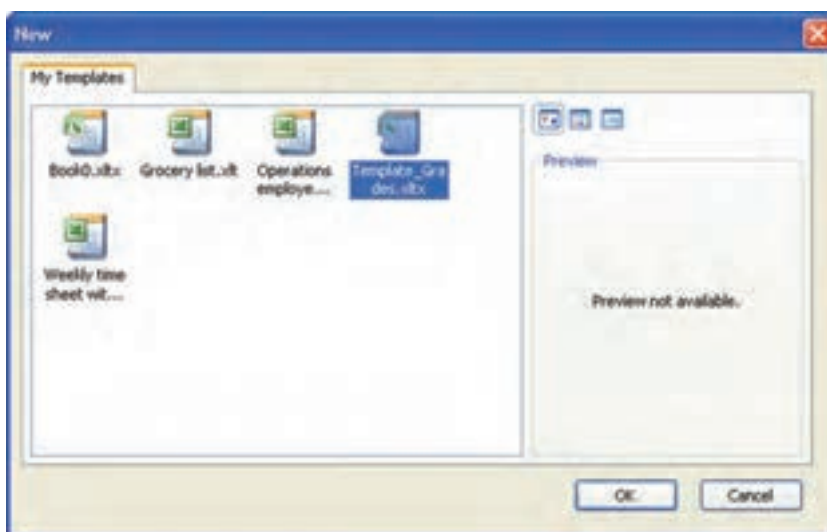 New
My Templates
Book0.xltx
Grocery list.xlt
Operations
employe....
Template_Gra
des.xltx
Weekly time
sheet wit....
Preview
Preview not available.
OK
Cancel